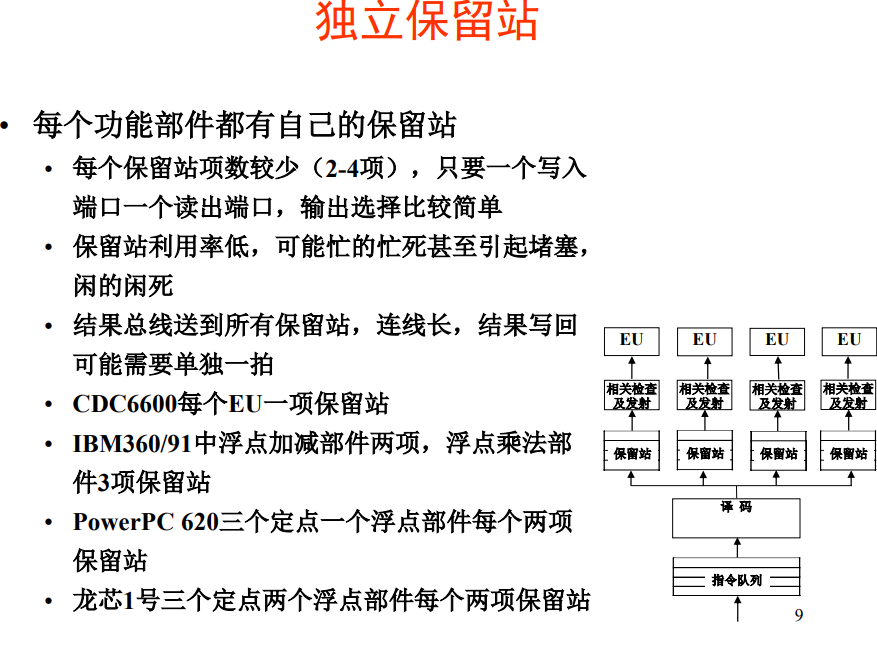 独立保留站
• 每个功能部件都有自己的保留站
• 每个保留站项数较少（2-4项），只要一个写入
端口一个读出端口，输出选择比较简单
• 保留站利用率低，可能忙的忙死甚至引起堵塞，
闲的闲死
• 结果总线送到所有保留站，连线长，结果写回
可能需要单独一拍
• CDC6600每个EU一项保留站
• IBM360/91中浮点加减部件两项，浮点乘法部
件3项保留站
• PowerPC 620三个定点一个浮点部件每个两项
保留站
• 龙芯1号三个定点两个浮点部件每个两项保留站
EU EU EU EU
相关检查 相关检查 相关检查 相关检查
及发射 及发射 及发射 及发射
保留站 保留站 保留站 保留站
译 码
指令队列
9